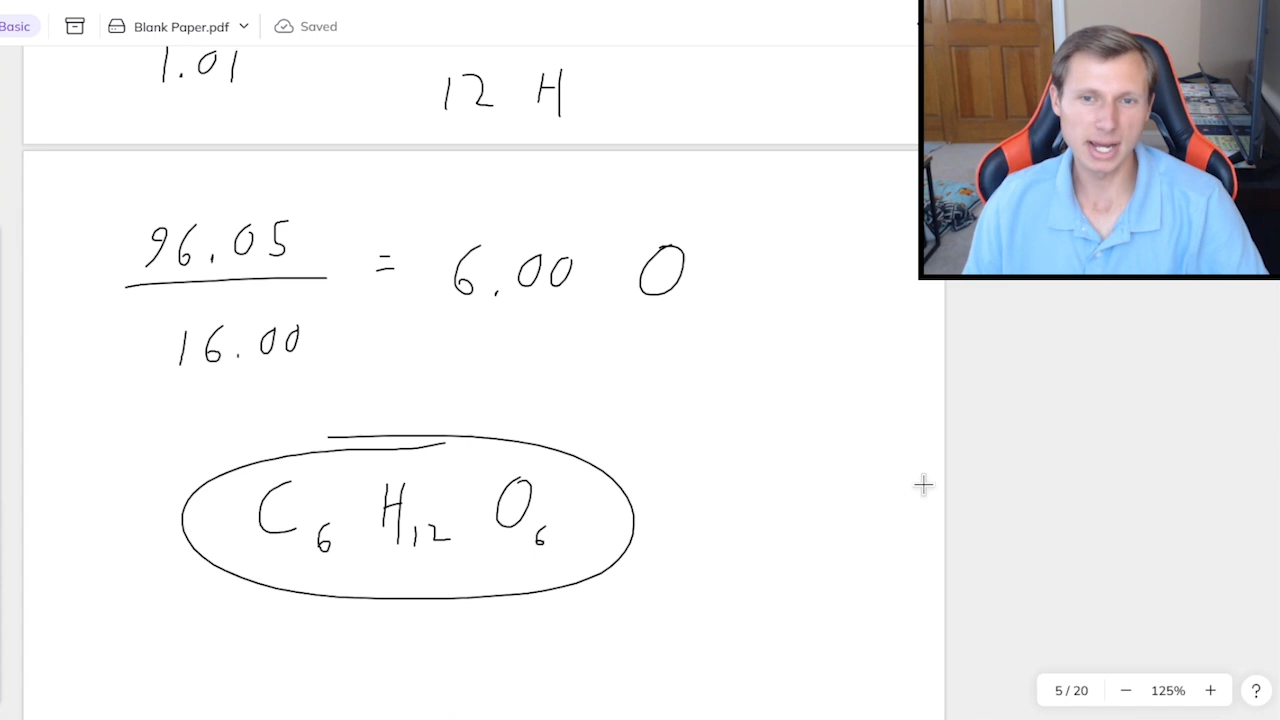 Basic Blank Paper.pdf Saved
1.01
12 H
96.05
= 6.00 O
16.00
C6 H12 O6
5 / 20 − 125% + ?